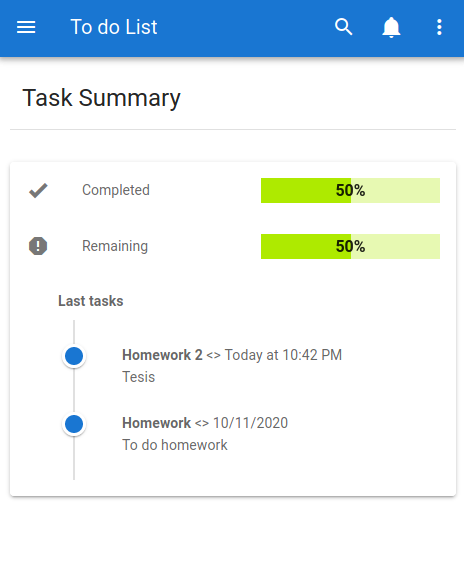 To do List
Task Summary
Completed 50%
Remaining 50%
Last tasks
Homework 2 <> Today at 10:42 PM
Tesis
Homework <> 10/11/2020
To do homework